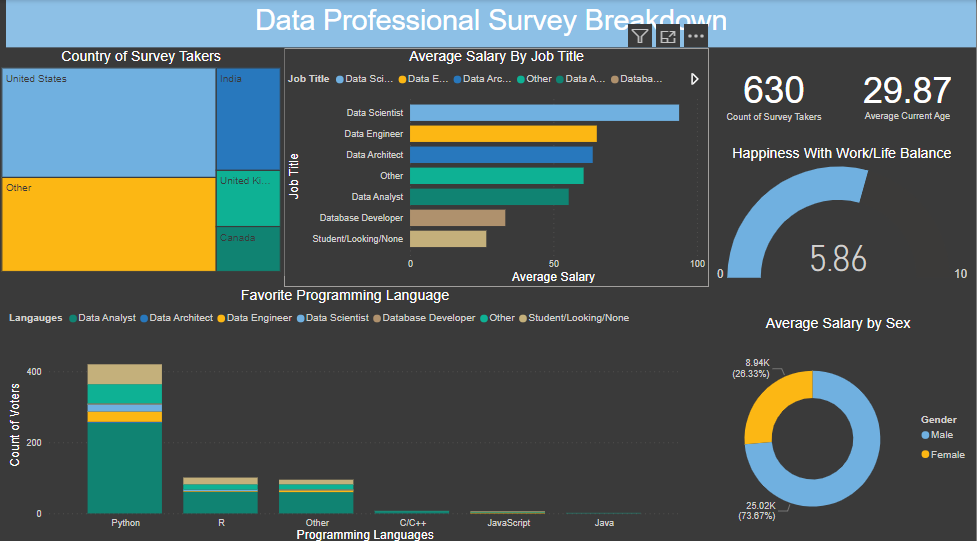 Data Professional Survey Breakdown
Country of Survey Takers
United States
India
Other
United Ki...
Canada
Average Salary By Job Title
Job Title Data Sci... Data E... Data Arc... Other Data A... Databa...
Job Title
Data Scientist
Data Engineer
Data Architect
Other
Data Analyst
Database Developer
Student/Looking/None
0 50 100
Average Salary
630
Count of Survey Takers
29.87
Average Current Age
Happiness With Work/Life Balance
5.86
0 10
Favorite Programming Language
Langauges Data Analyst Data Architect Data Engineer Data Scientist Database Developer Other Student/Looking/None
Count of Voters
400
200
0
Python R Other C/C++ JavaScript Java
Programming Languages
Average Salary by Sex
8.94K
(26.33%)
25.02K
(73.67%)
Gender
Male
Female